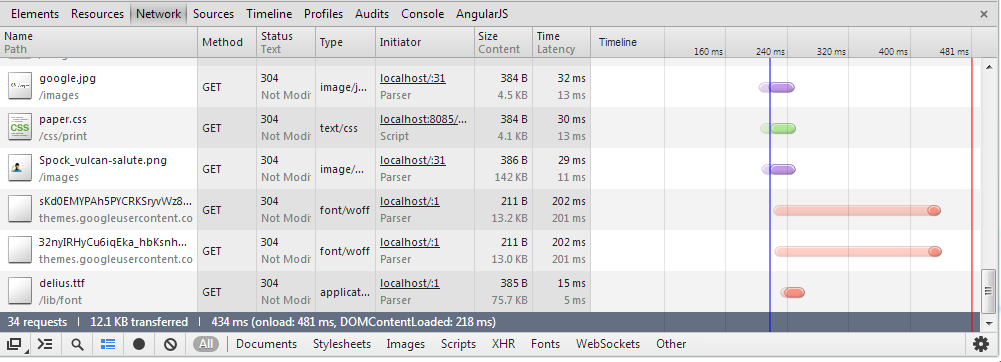 Elements Resources Network Sources Timeline Profiles Audits Console AngularJS
Name Path Method Status Text Type Initiator Size Content Time Latency Timeline 160 ms 240 ms 320 ms 400 ms 481 ms
google.jpg 304 localhost/:31 384 B 32 ms
/images GET Not Modi image/j... Parser 4.5 KB 13 ms
paper.css 304 localhost:8085/... 384 B 30 ms
/css/print GET Not Modi text/css Script 4.1 KB 13 ms
Spock_vulcan-salute.png 304 localhost/:31 386 B 29 ms
/images GET Not Modi image/... Parser 142 KB 11 ms
sKd0EMYPAh5PYCRKSryvWz8... 304 localhost/:1 211 B 202 ms
themes.googleusercontent.co GET Not Modi font/woff Parser 13.2 KB 201 ms
32nyIRHyCu6iqEka_hbKsnh... 304 localhost/:1 211 B 202 ms
themes.googleusercontent.co GET Not Modi font/woff Parser 13.0 KB 201 ms
delius.ttf 304 localhost/:1 385 B 15 ms
/lib/font GET Not Modi applicat... Parser 75.7 KB 5 ms
34 requests | 12.1 KB transferred | 434 ms (onload: 481 ms, DOMContentLoaded: 218 ms)
All Documents Stylesheets Images Scripts XHR Fonts WebSockets Other